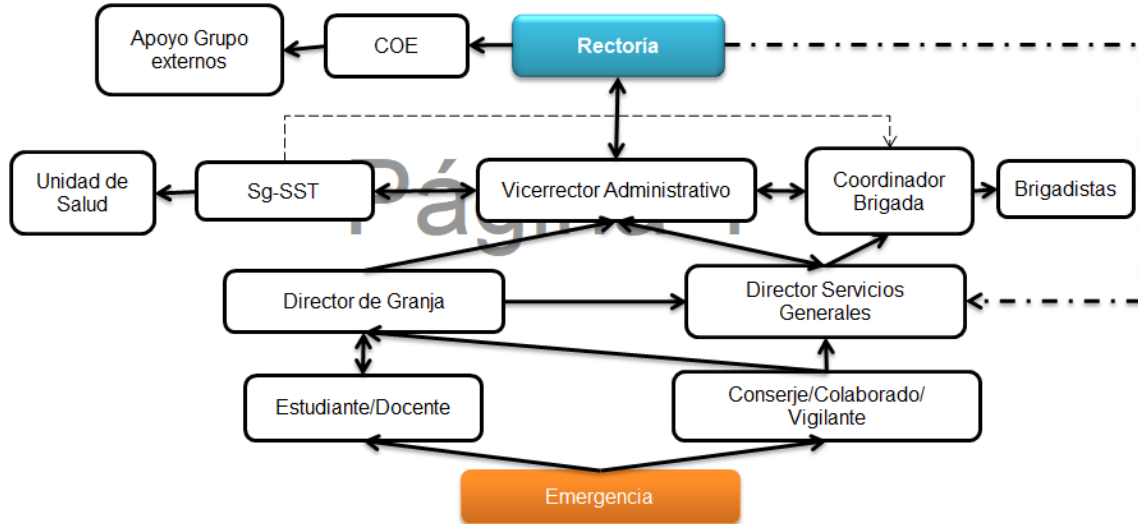 Apoyo Grupo
externos
COE
Rectoría
Unidad de
Salud
Sg-SST
Vicerrector Administrativo
Coordinador
Brigada
Brigadistas
Director de Granja
Director Servicios
Generales
Estudiante/Docente
Conserje/Colaborado/
Vigilante
Emergencia